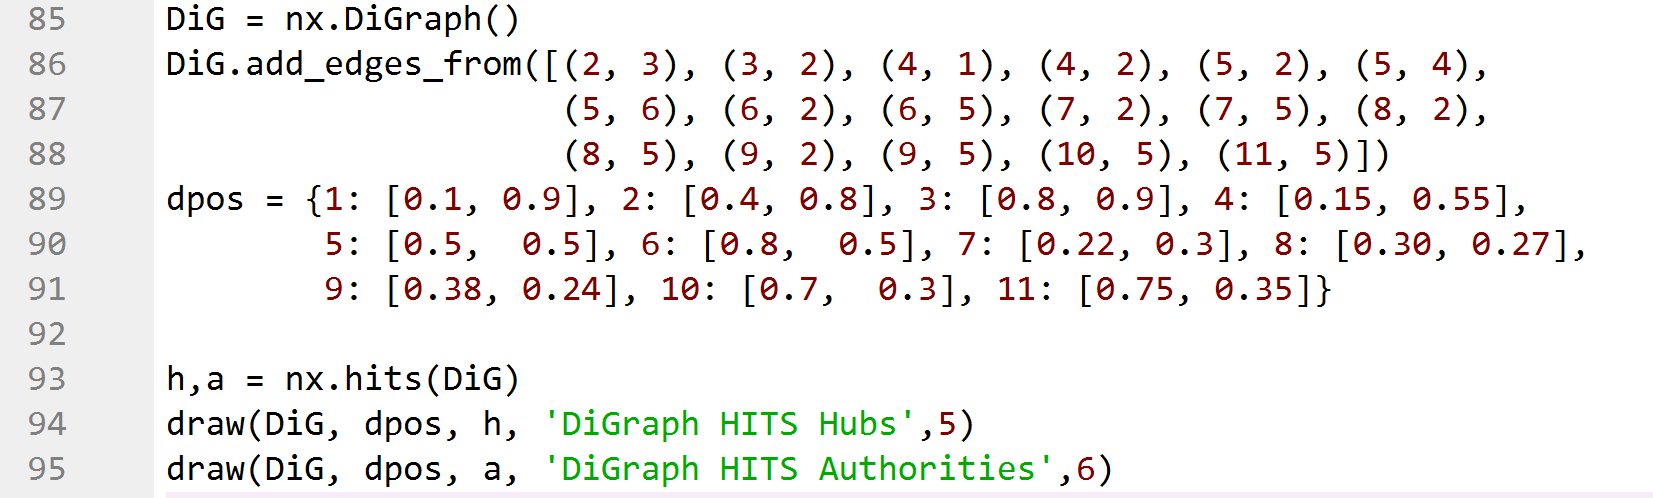 85 DiG = nx.DiGraph()
86 DiG.add_edges_from([(2, 3), (3, 2), (4, 1), (4, 2), (5, 2), (5, 4),
87                     (5, 6), (6, 2), (6, 5), (7, 2), (7, 5), (8, 2),
88                     (8, 5), (9, 2), (9, 5), (10, 5), (11, 5)])
89 dpos = {1: [0.1, 0.9], 2: [0.4, 0.8], 3: [0.8, 0.9], 4: [0.15, 0.55],
90         5: [0.5,  0.5], 6: [0.8,  0.5], 7: [0.22, 0.3], 8: [0.30, 0.27],
91         9: [0.38, 0.24], 10: [0.7,  0.3], 11: [0.75, 0.35]}
92
93 h,a = nx.hits(DiG)
94 draw(DiG, dpos, h, 'DiGraph HITS Hubs',5)
95 draw(DiG, dpos, a, 'DiGraph HITS Authorities',6)